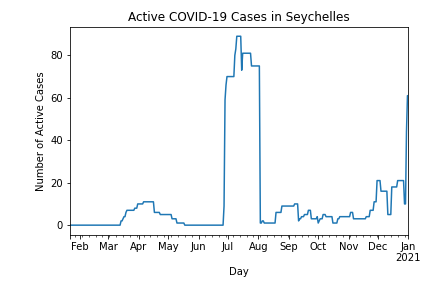 Active COVID-19 Cases in Seychelles
Number of Active Cases
80
60
40
20
0
Feb Mar Apr May Jun Jul Aug Sep Oct Nov Dec Jan
2021
Day